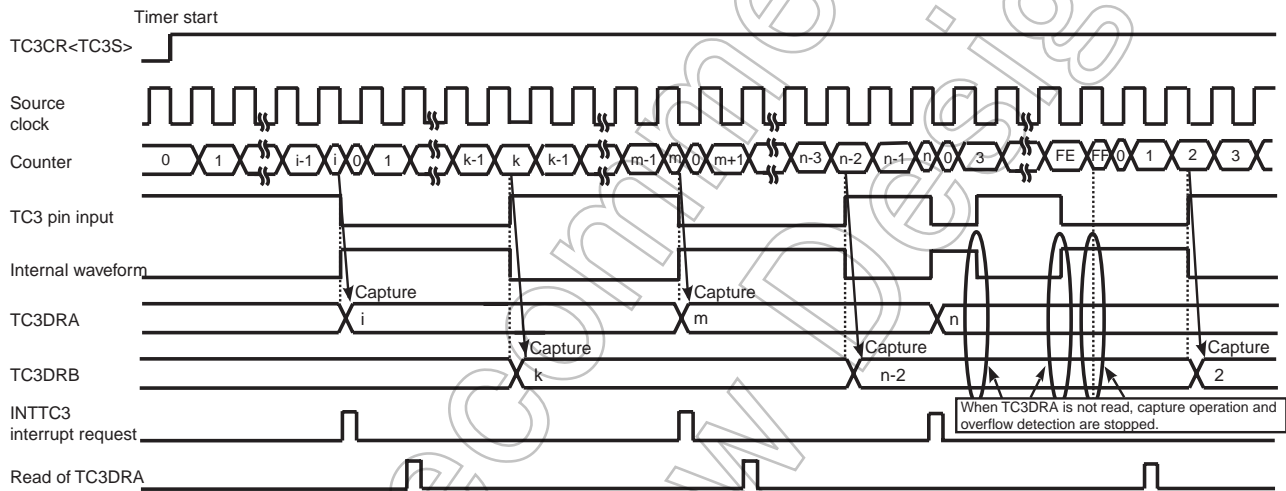 Timer start
TC3CR<TC3S>
Source
clock
Counter
0 1 i-1 i 0 1 k-1 k k-1 m-1 m 0 m+1 n-3 n-2 n-1 n 0 3 FE FF 0 1 2 3
TC3 pin input
Internal waveform
Capture Capture
TC3DRA
i m n
Capture Capture Capture
TC3DRB
k n-2 2
When TC3DRA is not read, capture operation and
overflow detection are stopped.
INTTC3
interrupt request
Read of TC3DRA